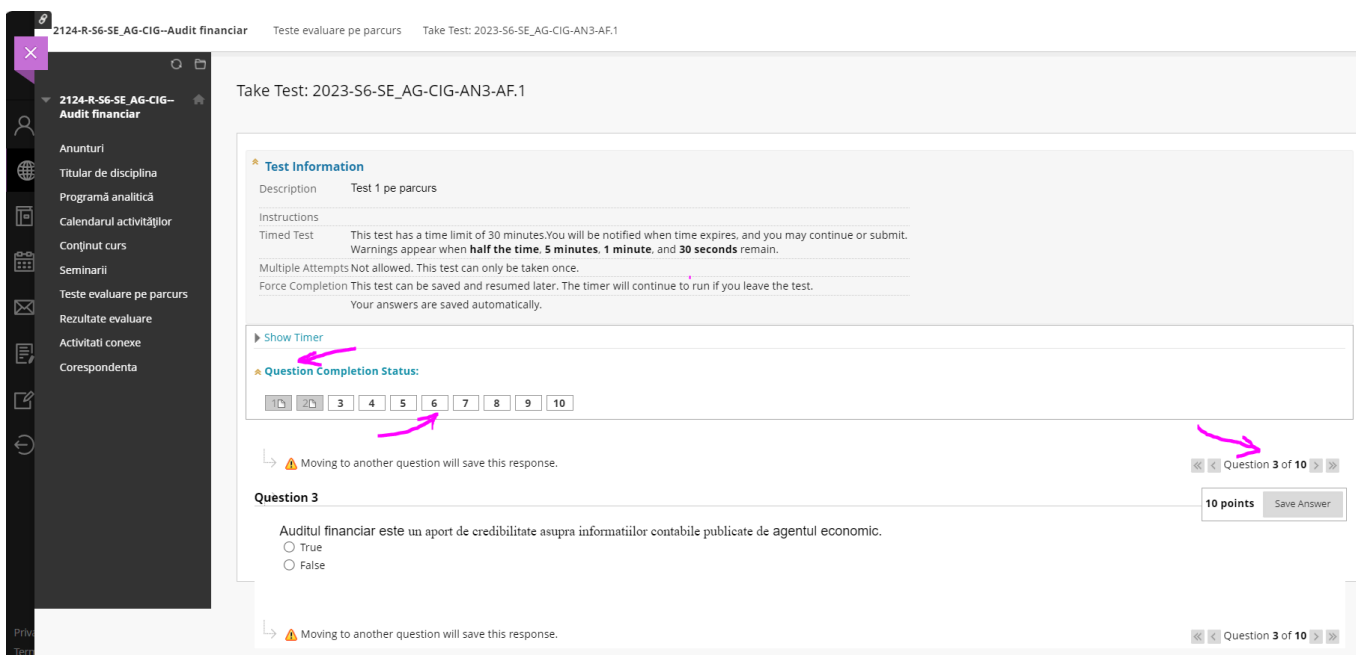 2124-R-S6-SE_AG-CIG--Audit financiar Teste evaluare pe parcurs Take Test: 2023-S6-SE_AG-CIG-AN3-AF.1
2124-R-S6-SE_AG-CIG--
Audit financiar
Anunturi
Titular de disciplina
Programă analitică
Calendarul activităților
Conținut curs
Seminarii
Teste evaluare pe parcurs
Rezultate evaluare
Activitati conexe
Corespondenta
Take Test: 2023-S6-SE_AG-CIG-AN3-AF.1
Test Information
Description Test 1 pe parcurs
Instructions
Timed Test This test has a time limit of 30 minutes.You will be notified when time expires, and you may continue or submit.
Warnings appear when half the time, 5 minutes, 1 minute, and 30 seconds remain.
Multiple Attempts Not allowed. This test can only be taken once.
Force Completion This test can be saved and resumed later. The timer will continue to run if you leave the test.
Your answers are saved automatically.
Show Timer
Question Completion Status:
1 2 3 4 5 6 7 8 9 10
Moving to another question will save this response. Question 3 of 10
Question 3
10 points Save Answer
Auditul financiar este un aport de credibilitate asupra informatiilor contabile publicate de agentul economic.
True
False
Moving to another question will save this response. Question 3 of 10
Priva
Term